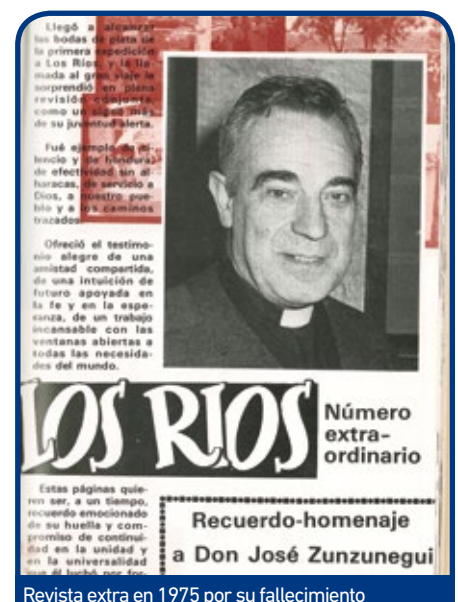 Llegó a alcanzar
las bodas de plata de
la primera expedición
a Los Ríos, y la lla-
mada al gran viaje le
sorprendió en plena
revisión conjunta,
como un signo más
de su juventud alerta.
Fué ejemplo de si-
lencio y de hondura,
de efectividad sin al-
haracas, de servicio a
Dios, a nuestro pue-
blo y a los caminos
trazados.
Ofreció el testimo-
nio alegre de una
amistad compartida,
de una intuición de
futuro apoyada en
la fe y en la espe-
ranza, de un trabajo
incansable con las
ventanas abiertas a
todas las necesida-
des del mundo.
LOS RIOS
Número
extra-
ordinario
Estas páginas quie-
ren ser, a un tiempo,
recuerdo emocionado
de su huella y com-
promiso de continui-
dad en la unidad y
en la universalidad
que él luchó por for-
Recuerdo-homenaje
a Don José Zunzunegui
Revista extra en 1975 por su fallecimiento